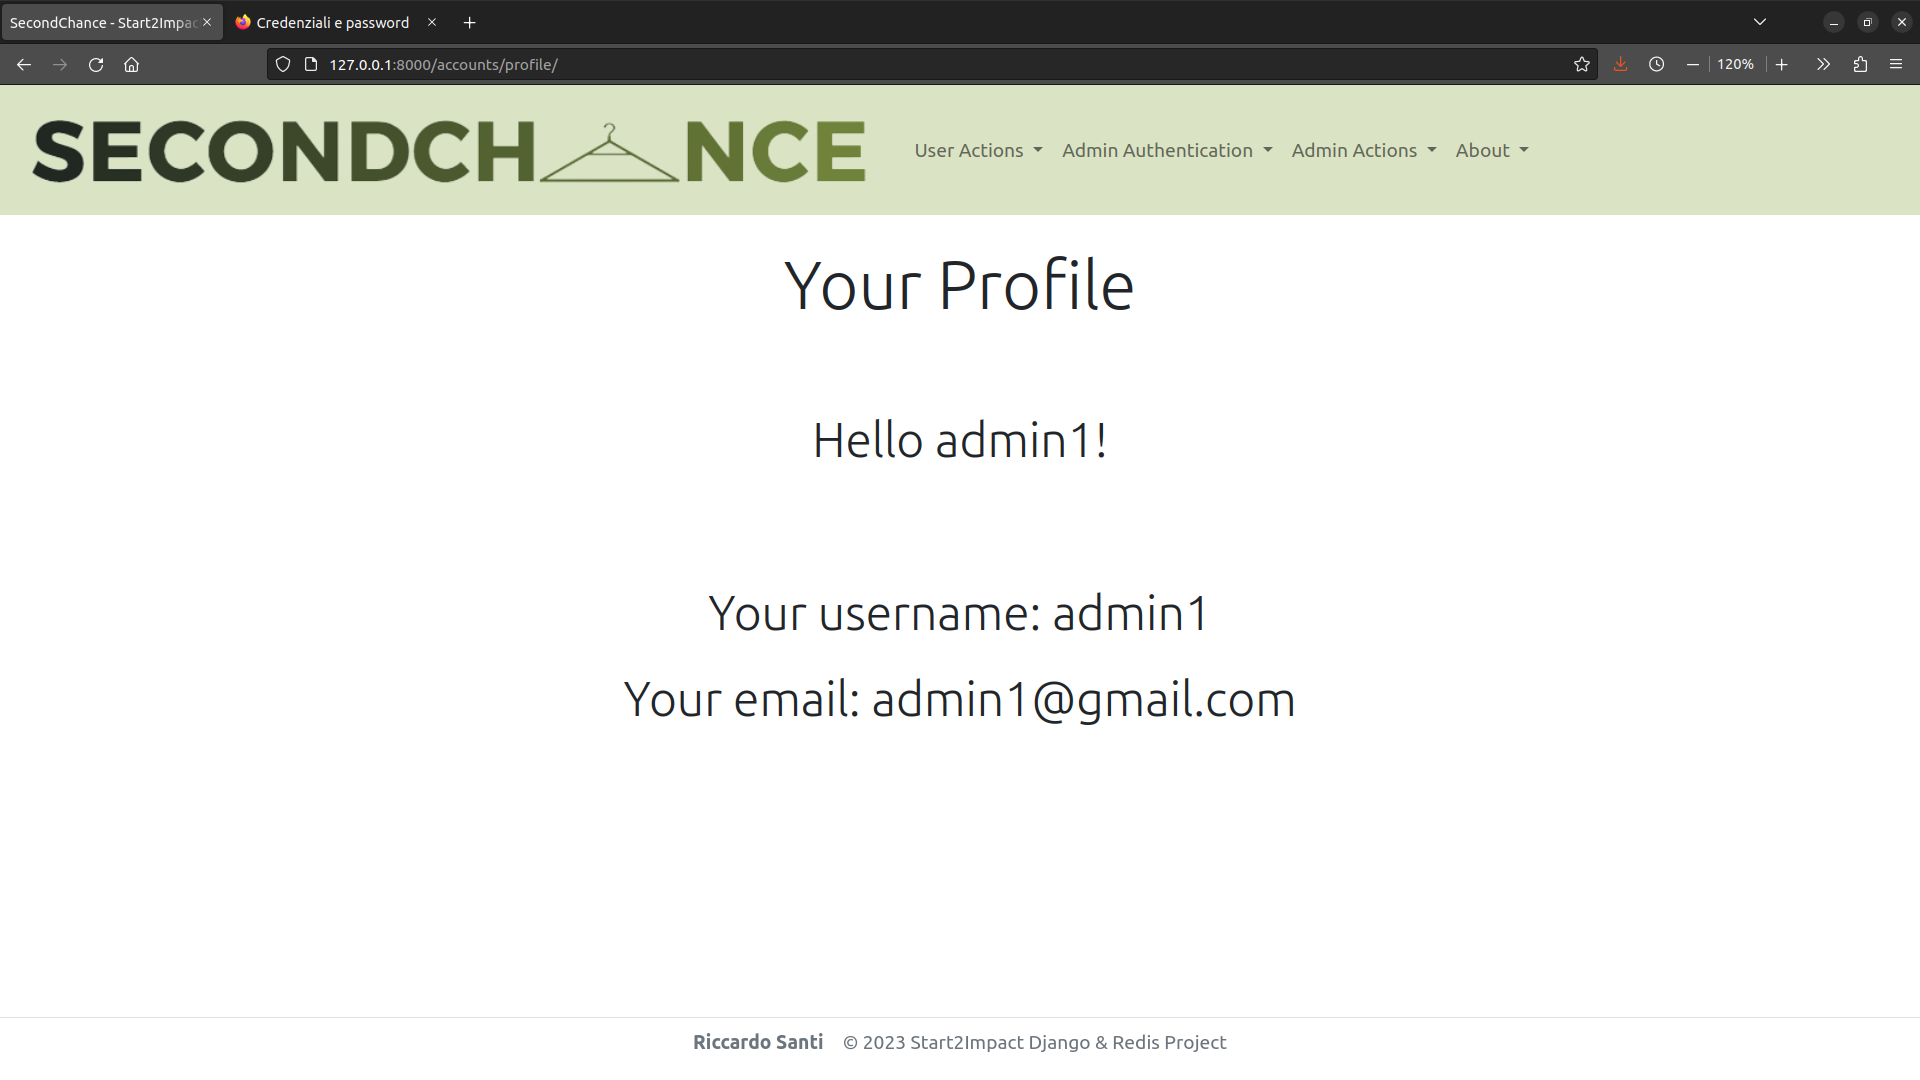 SecondChance - Start2Impac
Credenziali e password
127.0.0.1:8000/accounts/profile/
120%
SECONDCHANCE
User Actions
Admin Authentication
Admin Actions
About
Your Profile
Hello admin1!
Your username: admin1
Your email: admin1@gmail.com
Riccardo Santi © 2023 Start2Impact Django & Redis Project